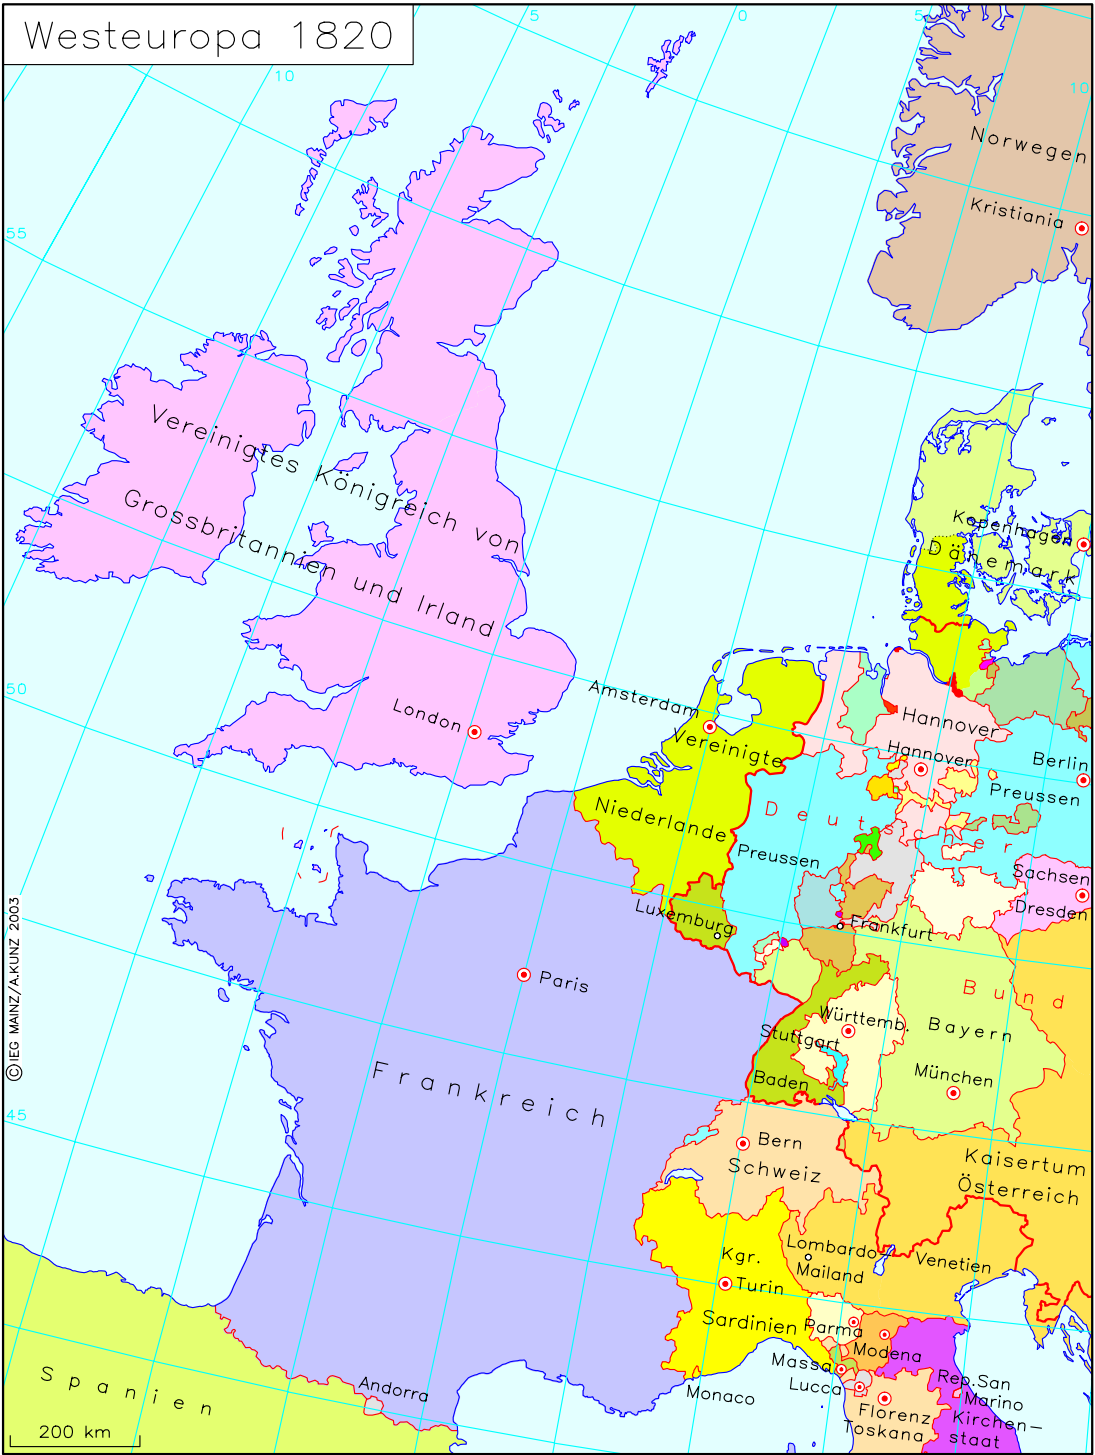 Westeuropa 1820
5
0
5
10
10
Norwegen
Kristiania
55
Vereinigtes Königreich von
Grossbritannien und Irland
Kopenhagen
Dänemark
50
London
Amsterdam
Vereinigte
Niederlande
Hannover
Hannover
Berlin
Preussen
Deutscher
Preussen
Sachsen
Dresden
Luxemburg
Frankfurt
Paris
Bund
Württemb.
Bayern
Stuttgart
Baden
München
Frankreich
45
Bern
Schweiz
Kaisertum
Österreich
Lombardo–
Venetien
Mailand
Kgr.
Turin
Sardinien
Parma
Modena
Massa
Lucca
Monaco
Rep.San
Marino
Kirchen–
staat
Florenz
Toskana
Andorra
Spanien
200 km
©IEG MAINZ/A.KUNZ 2003